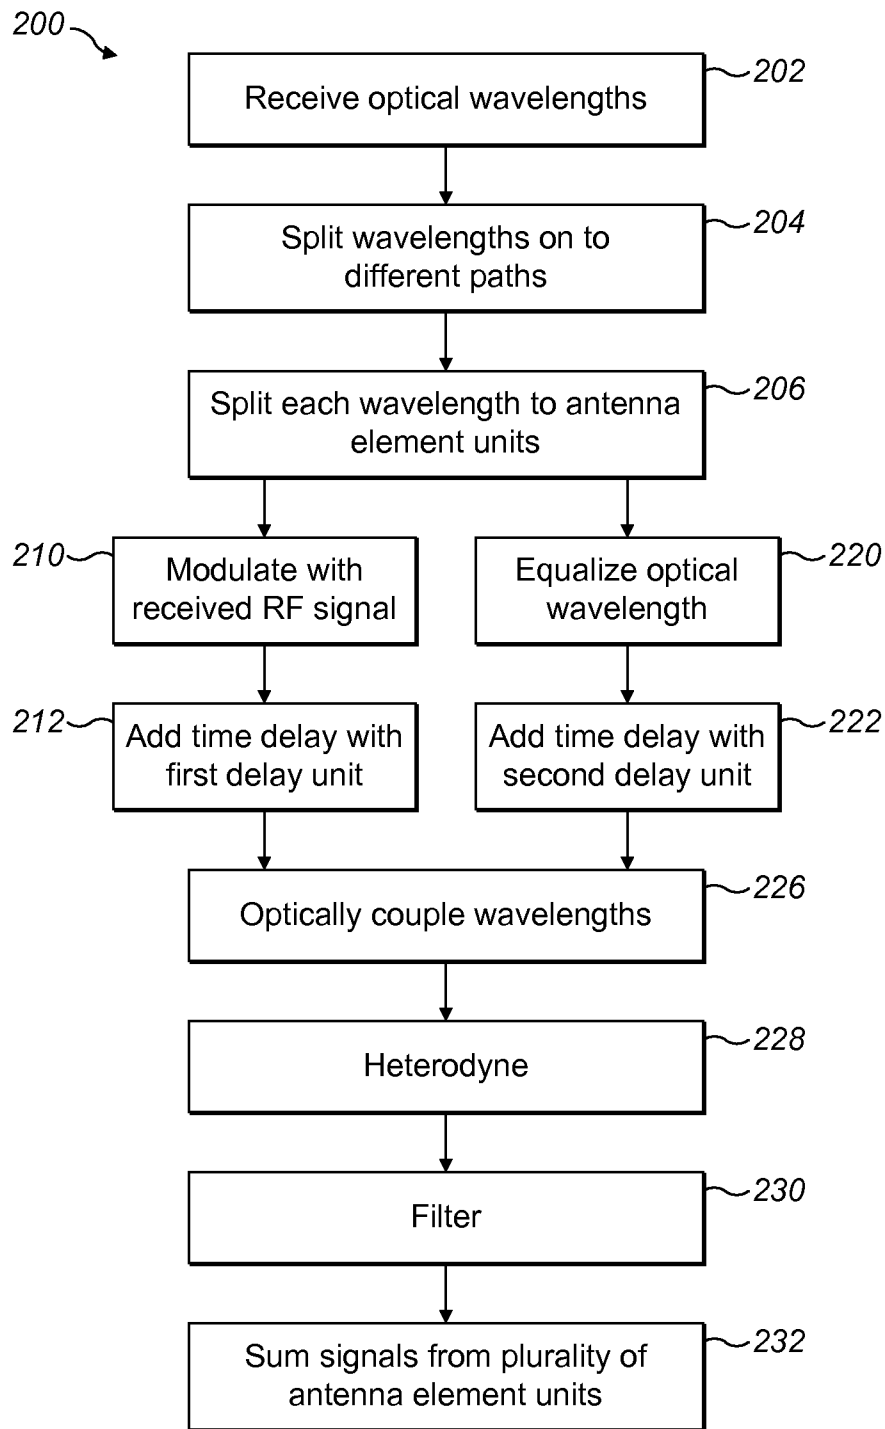 200
Receive optical wavelengths
202
Split wavelengths on to
different paths
204
Split each wavelength to antenna
element units
206
210
Modulate with
received RF signal
Equalize optical
wavelength
220
212
Add time delay with
first delay unit
Add time delay with
second delay unit
222
Optically couple wavelengths
226
Heterodyne
228
Filter
230
Sum signals from plurality of
antenna element units
232